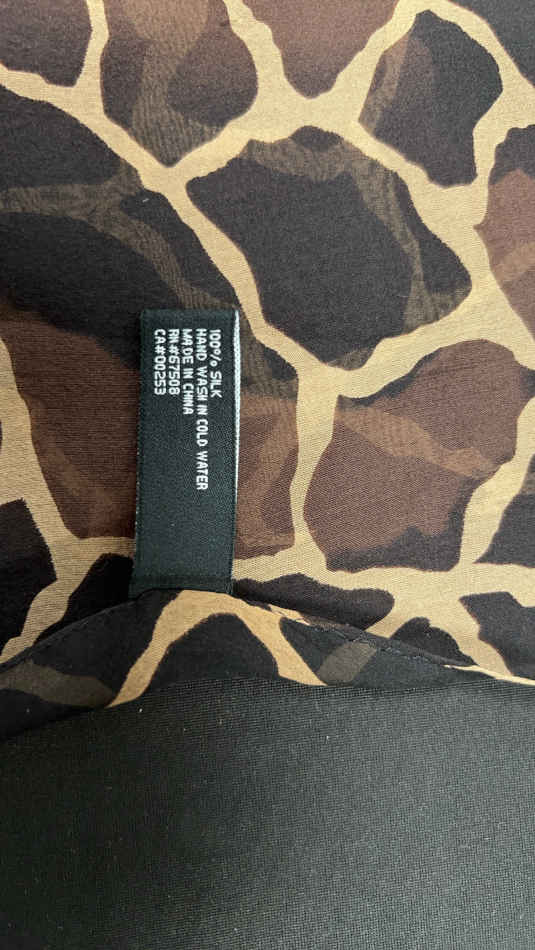 100% SILK
HAND WASH IN COLD WATER
MADE IN CHINA
RN#67508
CA#00253